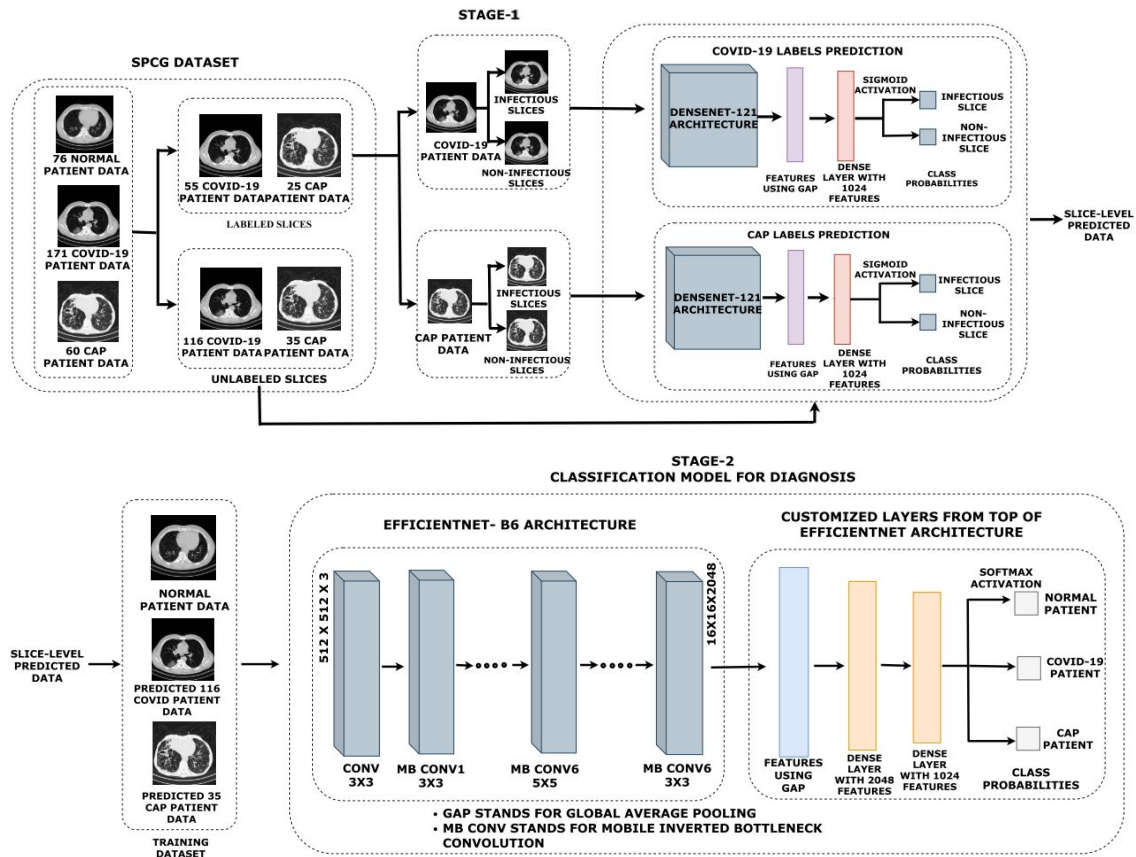 STAGE-1
SPCG DATASET
76 NORMAL
PATIENT DATA
171 COVID-19
PATIENT DATA
60 CAP
PATIENT DATA
55 COVID-19
PATIENT DATA
25 CAP
PATIENT DATA
LABELED SLICES
116 COVID-19
PATIENT DATA
35 CAP
PATIENT DATA
UNLABELED SLICES
COVID-19
PATIENT DATA
INFECTIOUS
SLICES
NON-INFECTIOUS
SLICES
CAP PATIENT
DATA
INFECTIOUS
SLICES
NON-INFECTIOUS
SLICES
COVID-19 LABELS PREDICTION
DENSENET-121
ARCHITECTURE
FEATURES
USING GAP
DENSE
LAYER WITH
1024
FEATURES
SIGMOID
ACTIVATION
INFECTIOUS
SLICE
NON-
INFECTIOUS
SLICE
CLASS
PROBABILITIES
CAP LABELS PREDICTION
DENSENET-121
ARCHITECTURE
FEATURES
USING GAP
DENSE
LAYER WITH
1024
FEATURES
SIGMOID
ACTIVATION
INFECTIOUS
SLICE
NON-
INFECTIOUS
SLICE
CLASS
PROBABILITIES
SLICE-LEVEL
PREDICTED
DATA
STAGE-2
CLASSIFICATION MODEL FOR DIAGNOSIS
SLICE-LEVEL
PREDICTED
DATA
NORMAL
PATIENT DATA
PREDICTED 116
COVID PATIENT
DATA
PREDICTED 35
CAP PATIENT
DATA
TRAINING
DATASET
EFFICIENTNET- B6 ARCHITECTURE
512 X 512 X 3
CONV
3X3
MB CONV1
3X3
MB CONV6
5X5
MB CONV6
3X3
16X16X2048
CUSTOMIZED LAYERS FROM TOP OF
EFFICIENTNET ARCHITECTURE
FEATURES
USING
GAP
DENSE
LAYER
WITH 2048
FEATURES
DENSE
LAYER
WITH 1024
FEATURES
SOFTMAX
ACTIVATION
NORMAL
PATIENT
COVID-19
PATIENT
CAP
PATIENT
CLASS
PROBABILITIES
• GAP STANDS FOR GLOBAL AVERAGE POOLING
• MB CONV STANDS FOR MOBILE INVERTED BOTTLENECK
CONVOLUTION